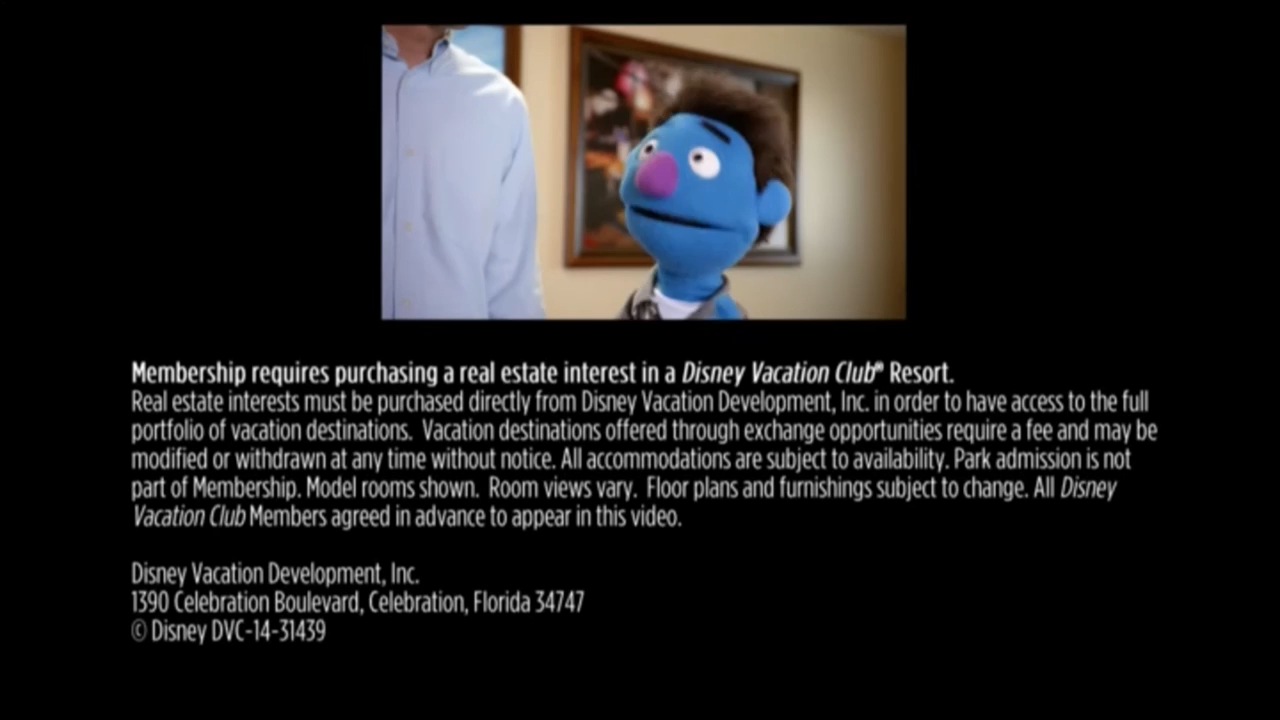 Membership requires purchasing a real estate interest in a Disney Vacation Club® Resort.
Real estate interests must be purchased directly from Disney Vacation Development, Inc. in order to have access to the full
portfolio of vacation destinations. Vacation destinations offered through exchange opportunities require a fee and may be
modified or withdrawn at any time without notice. All accommodations are subject to availability. Park admission is not
part of Membership. Model rooms shown. Room views vary. Floor plans and furnishings subject to change. All Disney
Vacation Club Members agreed in advance to appear in this video.
Disney Vacation Development, Inc.
1390 Celebration Boulevard, Celebration, Florida 34747
© Disney DVC-14-31439